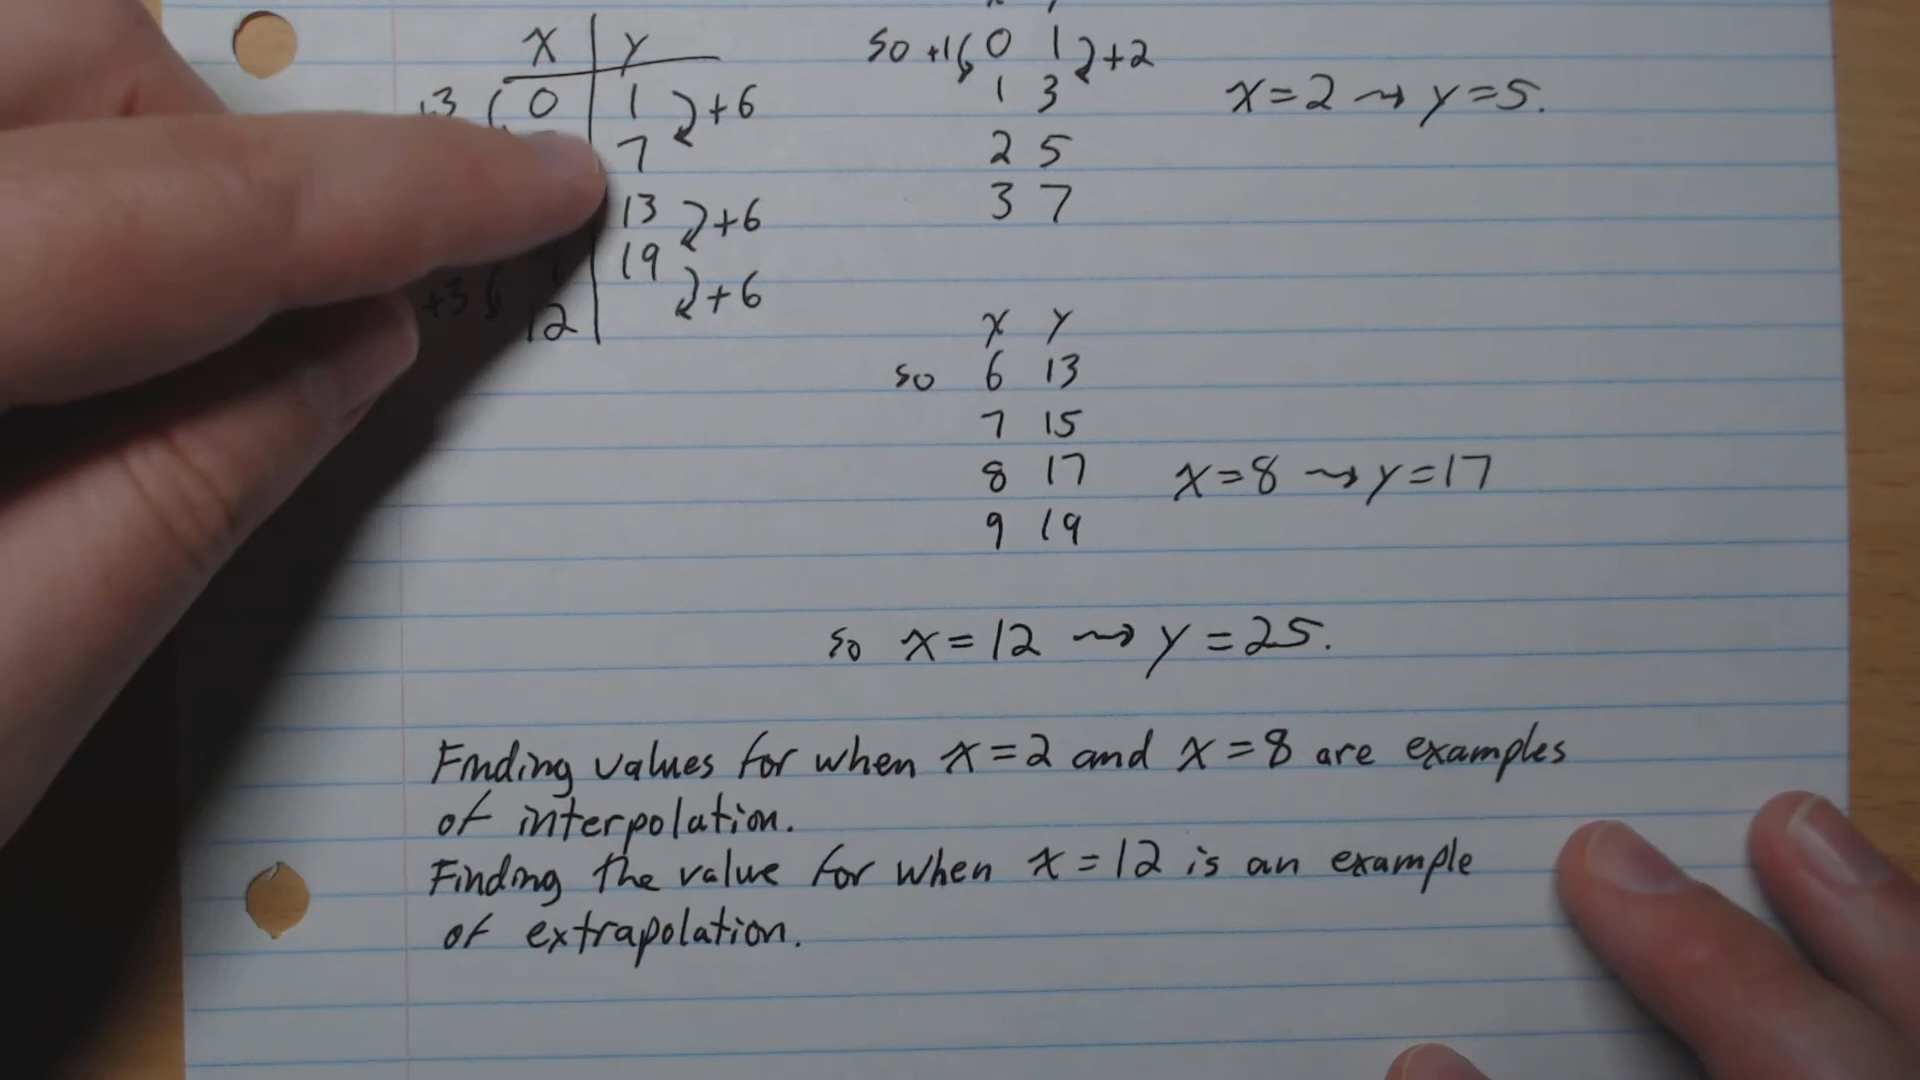 x y
+3 0 1 +6
7
13 +6
19
+3 +6
12
so +1 0 1 +2
1 3
2 5
3 7
x=2 → y=5.
x y
so 6 13
7 15
8 17
9 19
x=8 → y=17
so x=12 → y=25.
Finding values for when x=2 and x=8 are examples
of interpolation.
Finding the value for when x=12 is an example
of extrapolation.